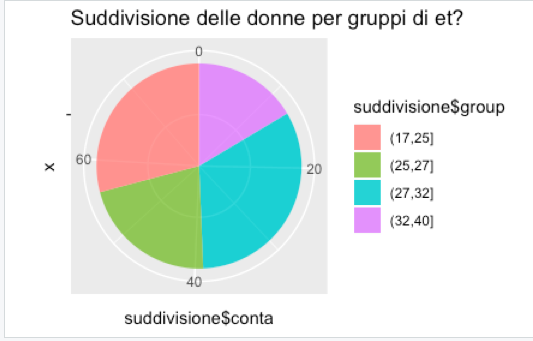 Suddivisione delle donne per gruppi di et?
0
20
40
60
x
-
suddivisione$conta
suddivisione$group
(17,25]
(25,27]
(27,32]
(32,40]